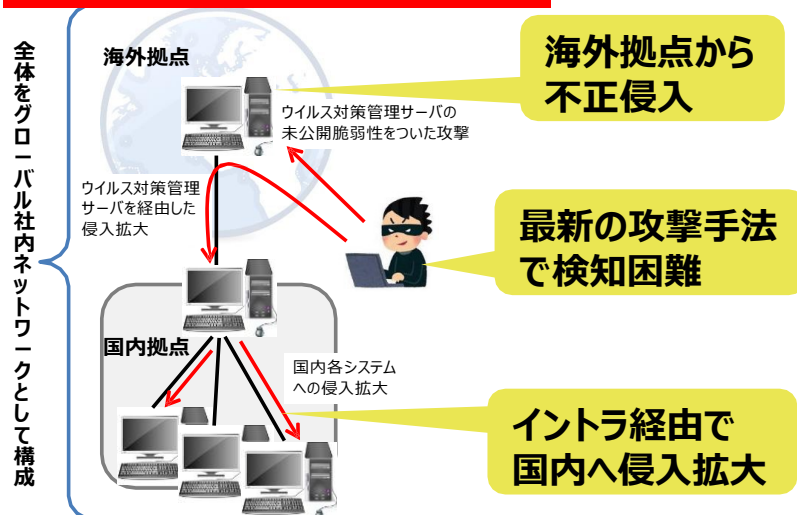 全体をグローバル社内ネットワークとして構成
海外拠点
海外拠点から
不正侵入
ウイルス対策管理サーバの
未公開脆弱性をついた攻撃
ウイルス対策管理
サーバを経由した
侵入拡大
最新の攻撃手法
で検知困難
国内拠点
国内各システム
への侵入拡大
イントラ経由で
国内へ侵入拡大